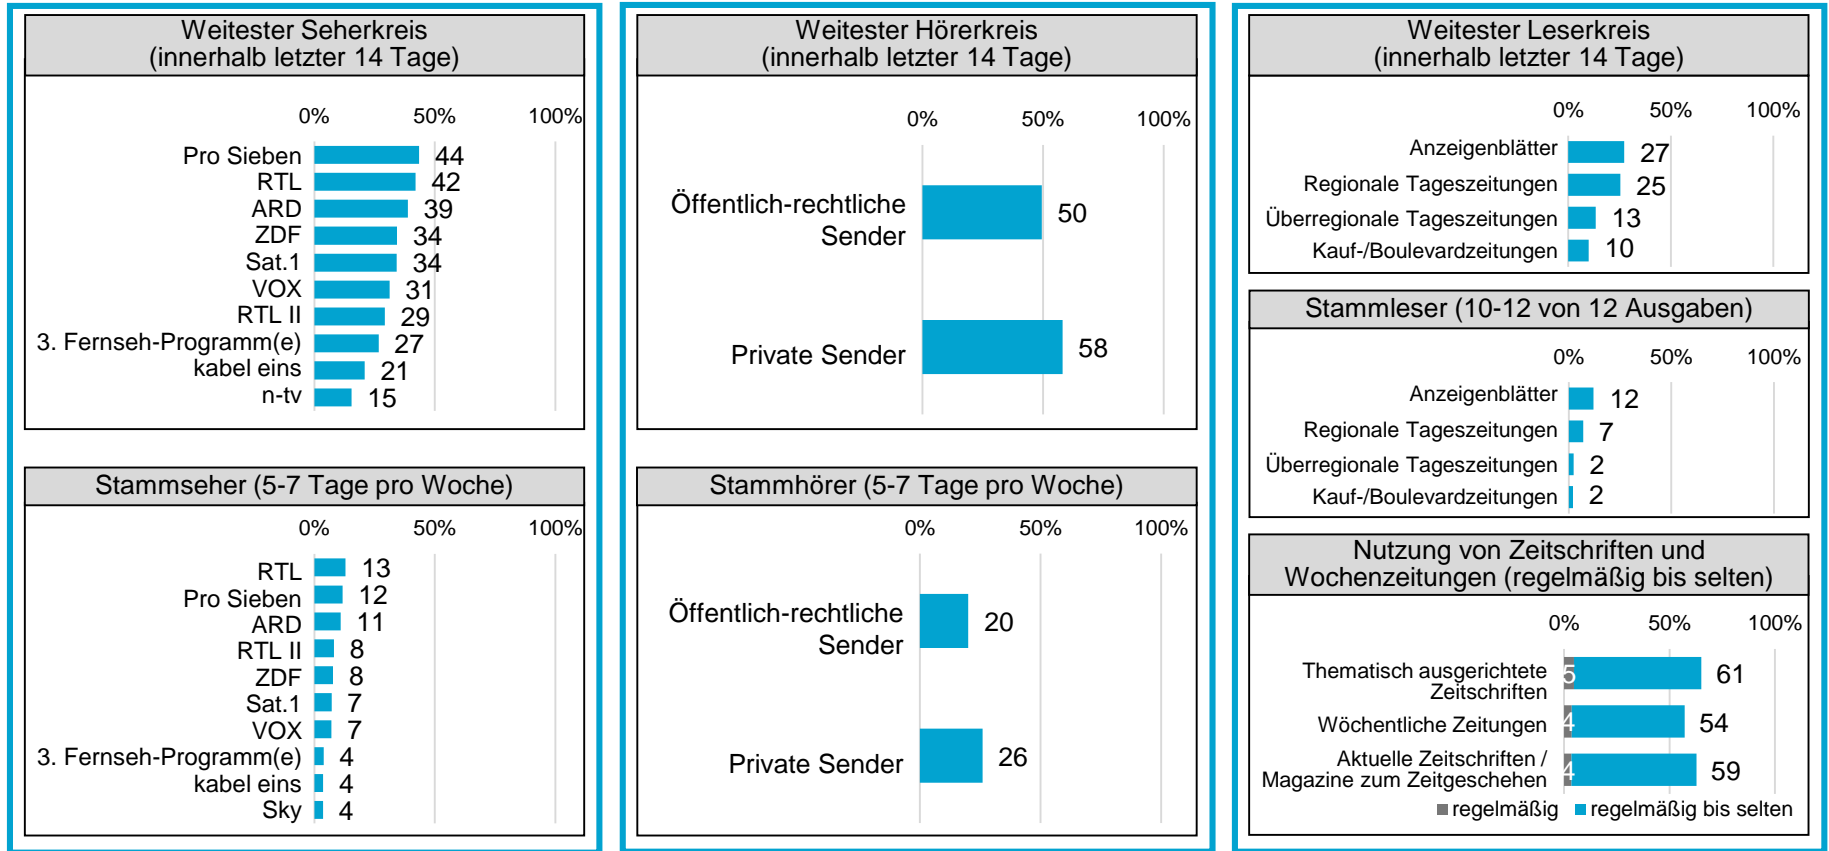 Weitester Seherkreis
(innerhalb letzter 14 Tage)
0% 50% 100%
Pro Sieben 44
RTL 42
ARD 39
ZDF 34
Sat.1 34
VOX 31
RTL II 29
3. Fernseh-Programm(e) 27
kabel eins 21
n-tv 15
Stammseher (5-7 Tage pro Woche)
0% 50% 100%
RTL 13
Pro Sieben 12
ARD 11
RTL II 8
ZDF 8
Sat.1 7
VOX 7
3. Fernseh-Programm(e) 4
kabel eins 4
Sky 4
Weitester Hörerkreis
(innerhalb letzter 14 Tage)
0% 50% 100%
Öffentlich-rechtliche
Sender 50
Private Sender 58
Stammhörer (5-7 Tage pro Woche)
0% 50% 100%
Öffentlich-rechtliche
Sender 20
Private Sender 26
Weitester Leserkreis
(innerhalb letzter 14 Tage)
0% 50% 100%
Anzeigenblätter 27
Regionale Tageszeitungen 25
Überregionale Tageszeitungen 13
Kauf-/Boulevardzeitungen 10
Stammleser (10-12 von 12 Ausgaben)
0% 50% 100%
Anzeigenblätter 12
Regionale Tageszeitungen 7
Überregionale Tageszeitungen 2
Kauf-/Boulevardzeitungen 2
Nutzung von Zeitschriften und
Wochenzeitungen (regelmäßig bis selten)
0% 50% 100%
Thematisch ausgerichtete
Zeitschriften 5 61
Wöchentliche Zeitungen 4 54
Aktuelle Zeitschriften /
Magazine zum Zeitgeschehen 4 59
regelmäßig regelmäßig bis selten